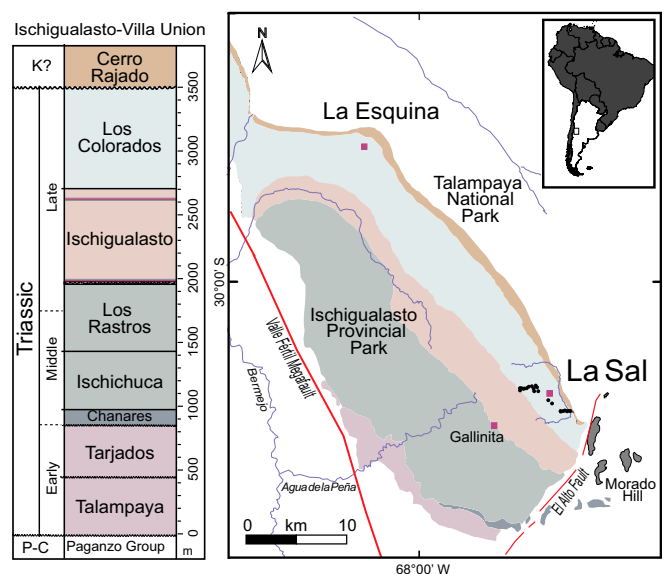 Ischigualasto-Villa Union
K?
Cerro
Rajado
3500
Los
Colorados
3000
Late
2500
Ischigualasto
2000
Triassic
Los
Rastros
1500
Middle
Ischichuca
1000
Chanares
Tarjados
Early
500
Talampaya
0
P-C
Paganzo Group
m
N
La Esquina
Talampaya
National
Park
30°00' S
Ischigualasto
Provincial
Park
Valle Fértil Megafault
Bermejo
La Sal
Gallinita
Agua de la Peña
El Alto Fault
Morado
Hill
0 km 10
68°00' W